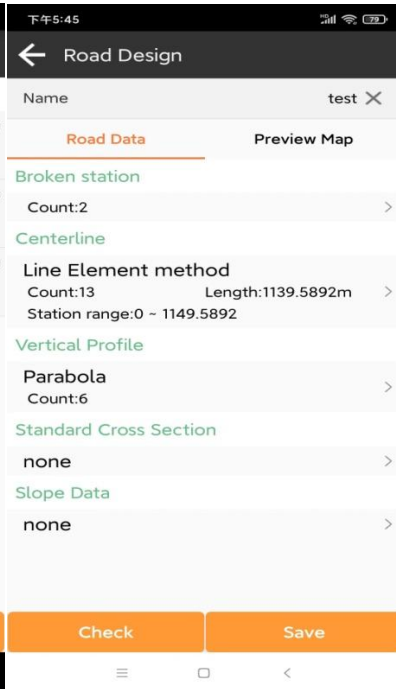 下午5:45
HD
79
Road Design
Name test
Road Data Preview Map
Broken station
Count:2
Centerline
Line Element method
Count:13 Length:1139.5892m
Station range:0 ~ 1149.5892
Vertical Profile
Parabola
Count:6
Standard Cross Section
none
Slope Data
none
Check Save